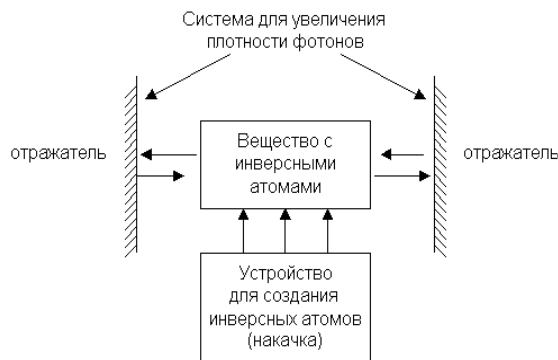 Система для увеличения
плотности фотонов
отражатель
Вещество с
инверсными
атомами
отражатель
Устройство
для создания
инверсных атомов
(накачка)